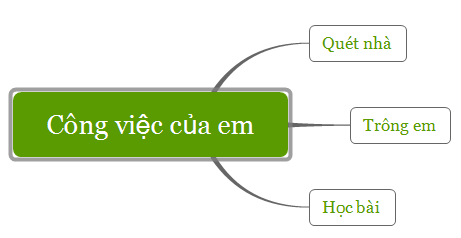 Quét nhà
Công việc của em
Trông em
Học bài